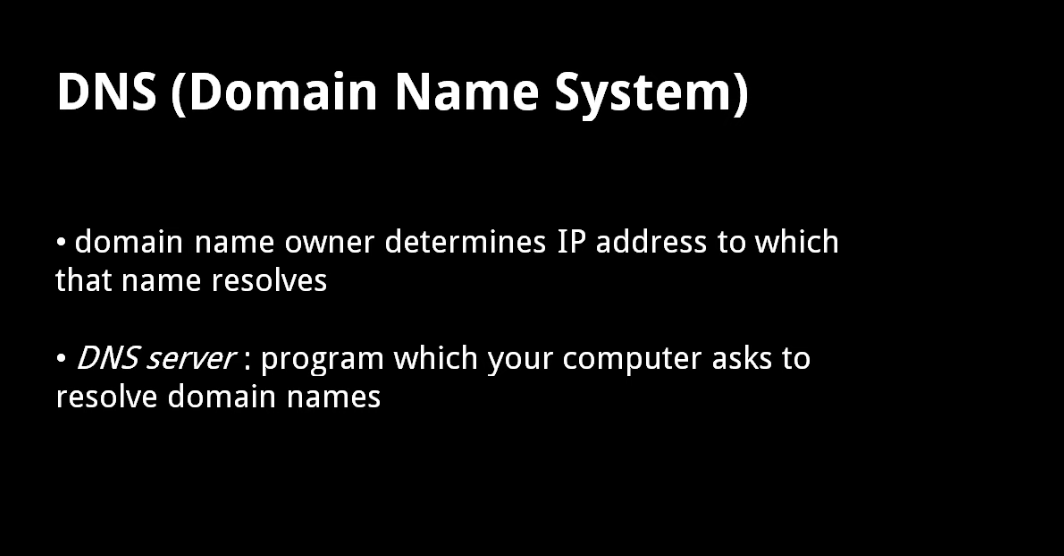 DNS (Domain Name System)
• domain name owner determines IP address to which
that name resolves
• DNS server : program which your computer asks to
resolve domain names